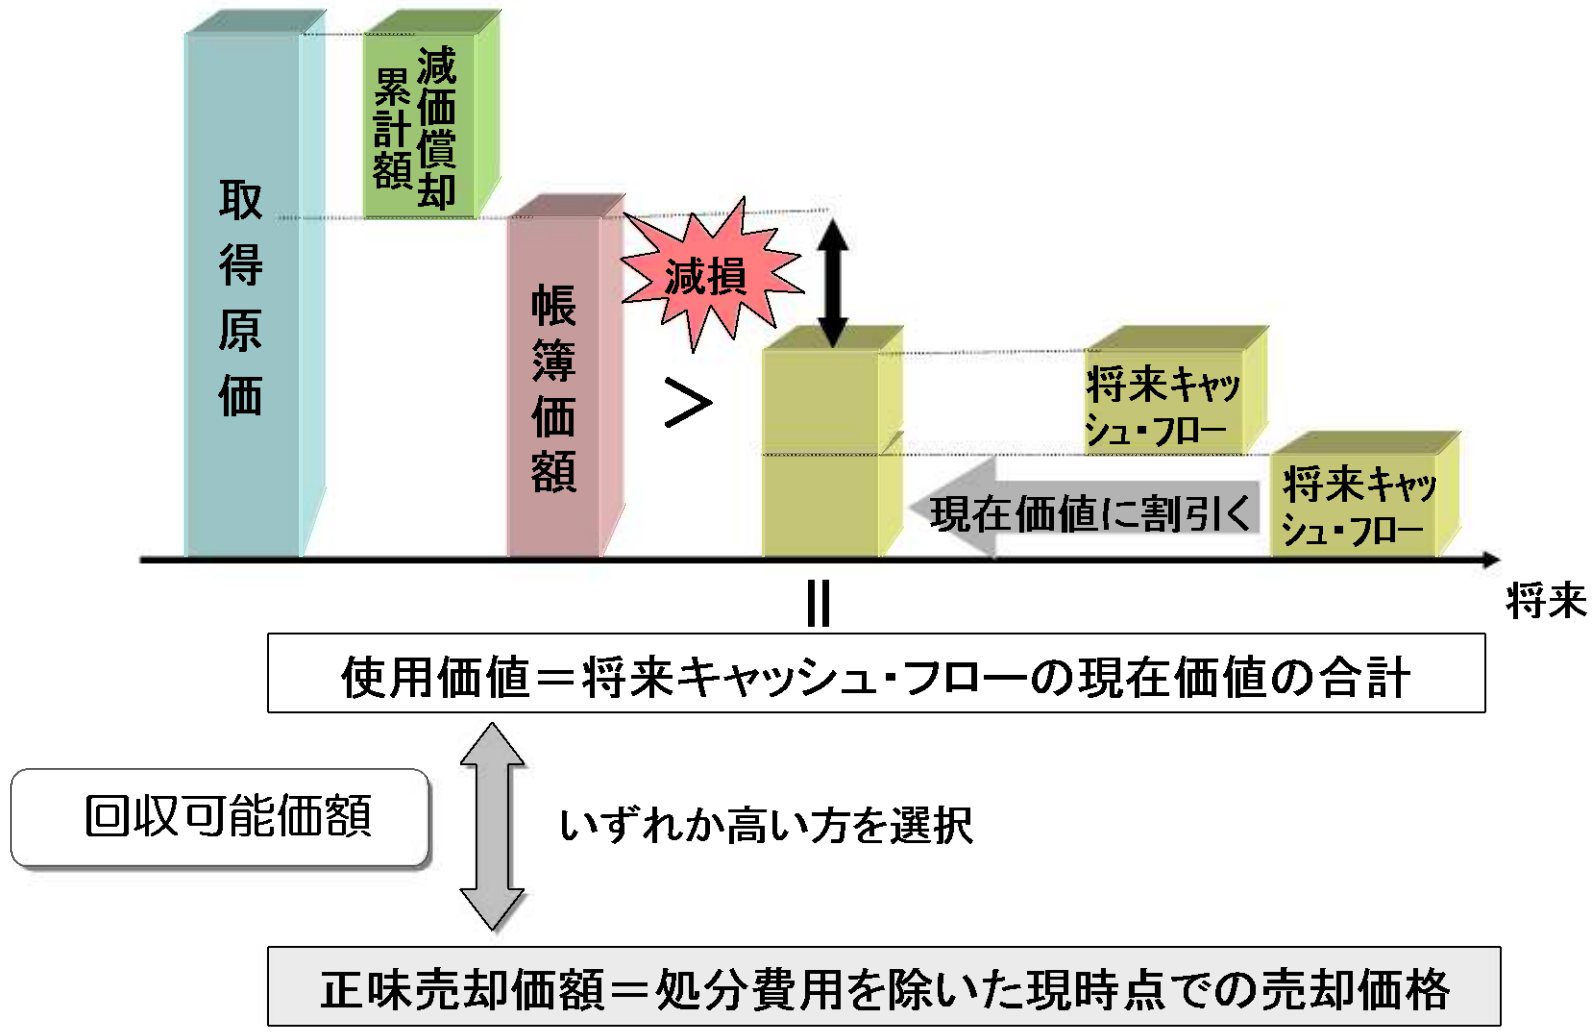 取得原価
減価償却
累計額
帳簿価額
減損
>
将来キャッ
シュ・フロー
将来キャッ
シュ・フロー
現在価値に割引く
将来
=
使用価値＝将来キャッシュ・フローの現在価値の合計
回収可能価額
いずれか高い方を選択
正味売却価額＝処分費用を除いた現時点での売却価格